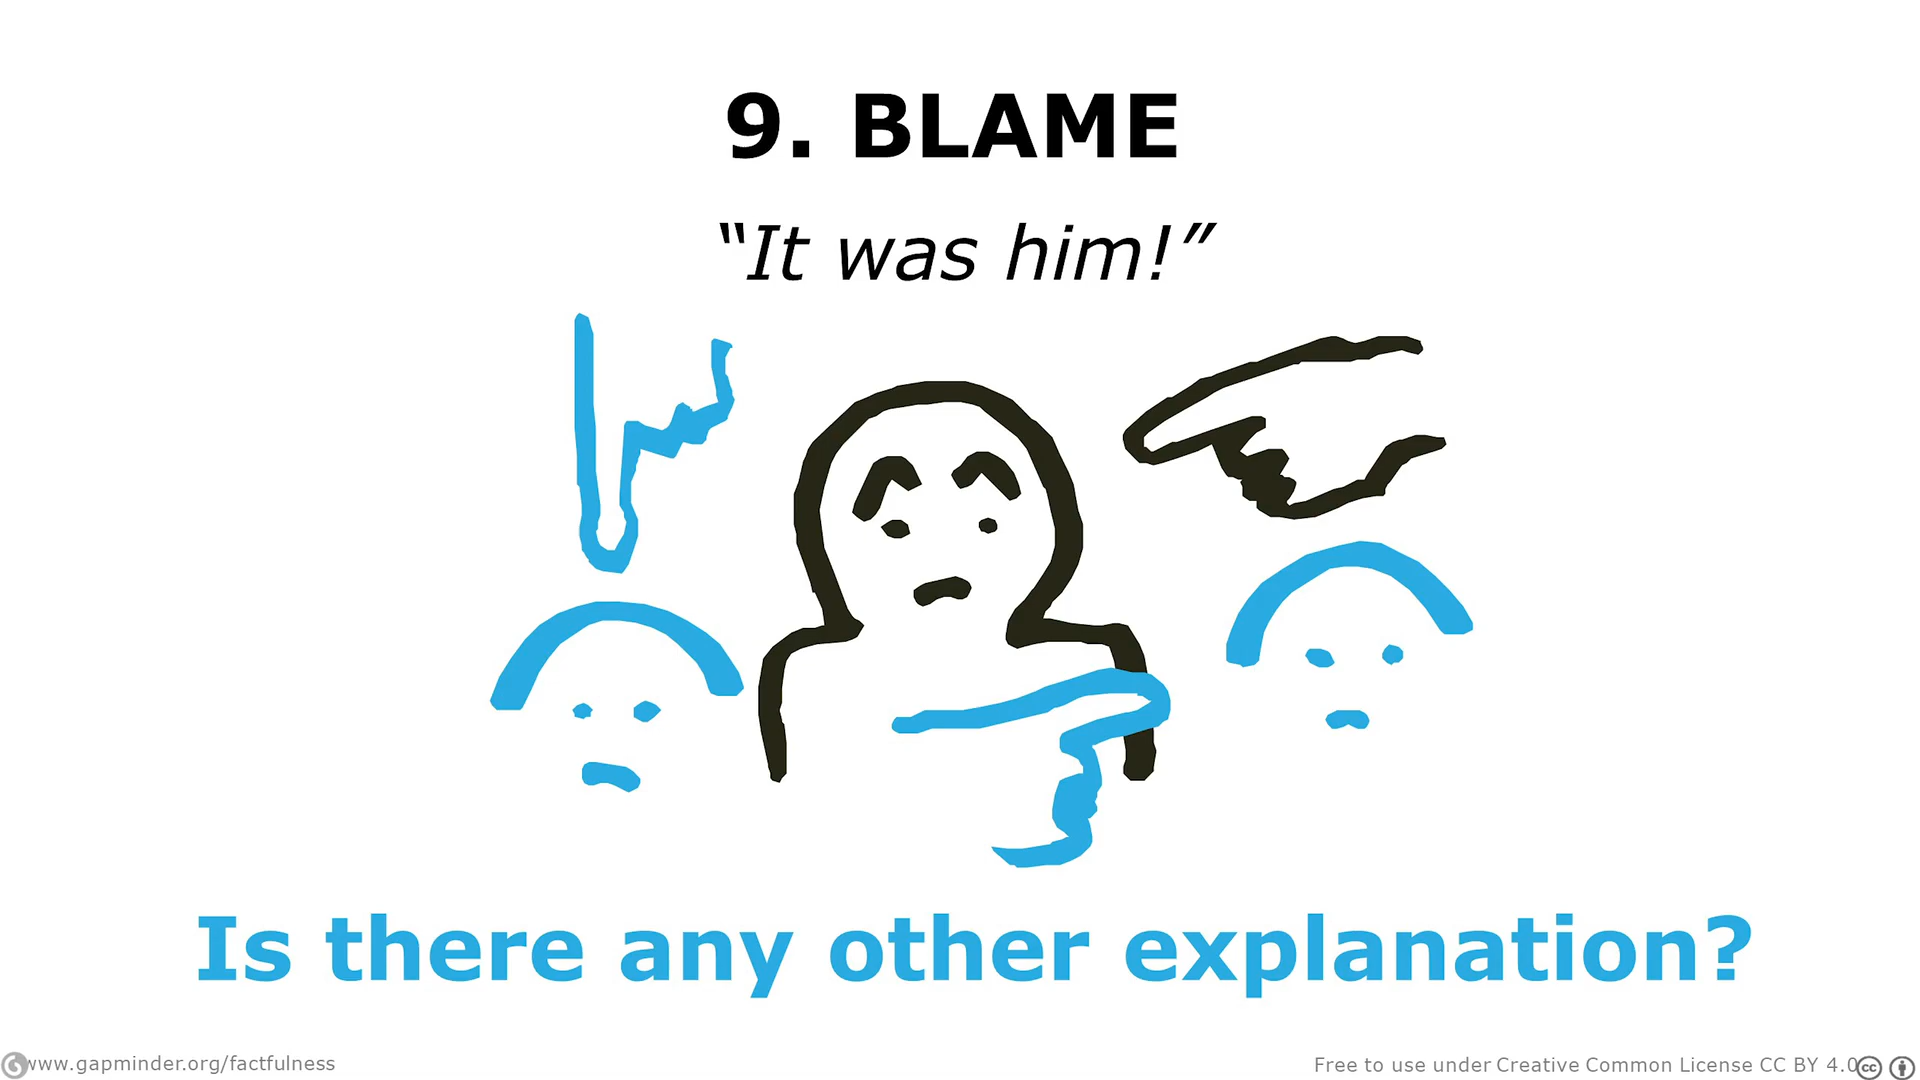 9. BLAME
“It was him!”
Is there any other explanation?
www.gapminder.org/factfulness
Free to use under Creative Common License CC BY 4.0